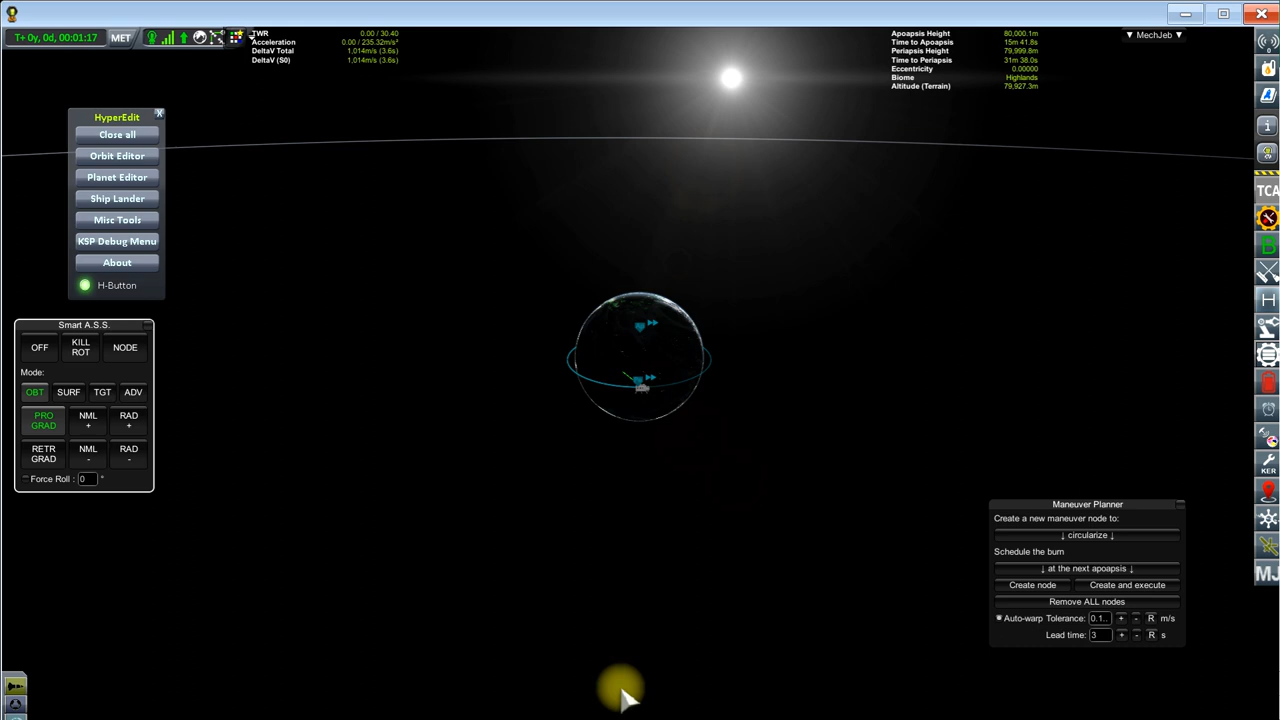 T+ 0y, 0d, 00:01:17 MET
TWR 0.00 / 30.40
Acceleration 0.00 / 235.32m/s²
DeltaV Total 1,014m/s (3.6s)
DeltaV (S0) 1,014m/s (3.6s)
Apoapsis Height 80,000.1m
Time to Apoapsis 15m 41.8s
Periapsis Height 79,999.8m
Time to Periapsis 31m 38.0s
Eccentricity 0.00000
Biome Highlands
Altitude (Terrain) 79,927.3m
▼ MechJeb ▼
HyperEdit X
Close all
Orbit Editor
Planet Editor
Ship Lander
Misc Tools
KSP Debug Menu
About
H-Button
Smart A.S.S.
OFF KILL ROT NODE
Mode:
OBT SURF TGT ADV
PRO GRAD NML + RAD +
RETR GRAD NML - RAD -
Force Roll : 0 °
Maneuver Planner
Create a new maneuver node to:
↓ circularize ↓
Schedule the burn
↓ at the next apoapsis ↓
Create node Create and execute
Remove ALL nodes
Auto-warp Tolerance: 0.1.. + - R m/s
Lead time: 3 + - R s
TCA
B
H
KER
MJ